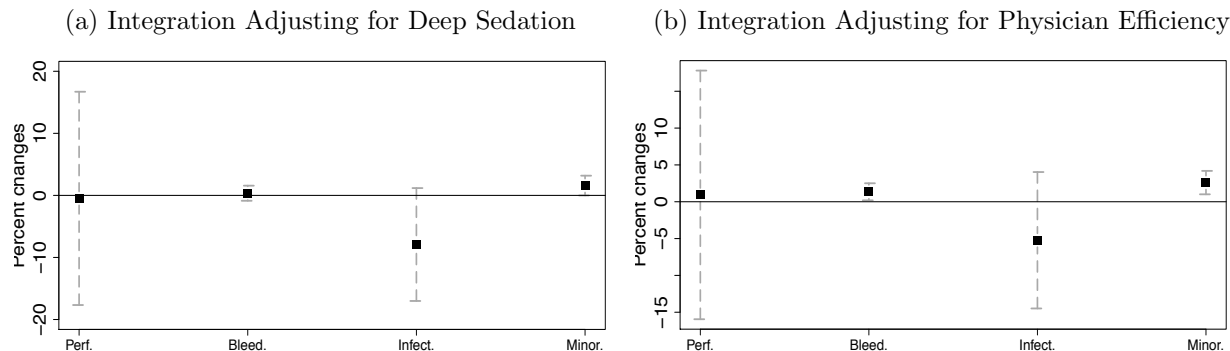 (a) Integration Adjusting for Deep Sedation
Percent changes
20
10
0
−10
−20
Perf.
Bleed.
Infect.
Minor.
(b) Integration Adjusting for Physician Efficiency
Percent changes
10
5
0
−5
−15
Perf.
Bleed.
Infect.
Minor.